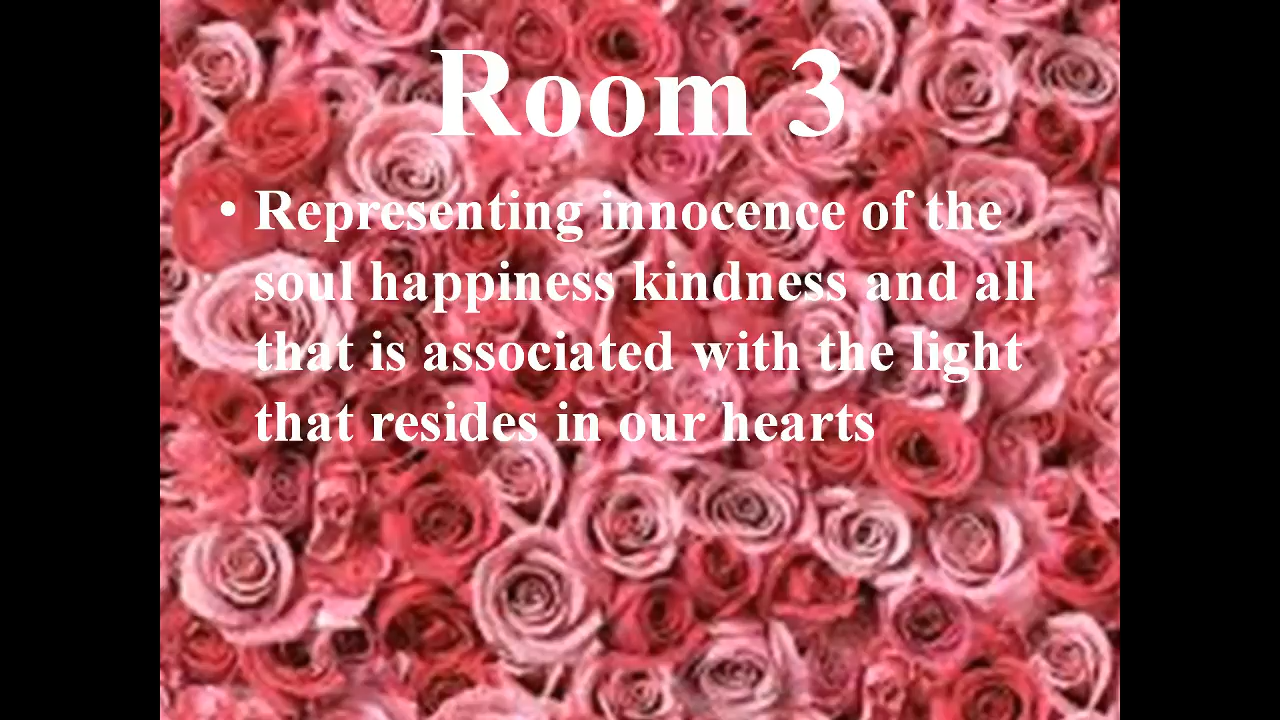 Room 3
• Representing innocence of the
soul happiness kindness and all
that is associated with the light
that resides in our hearts